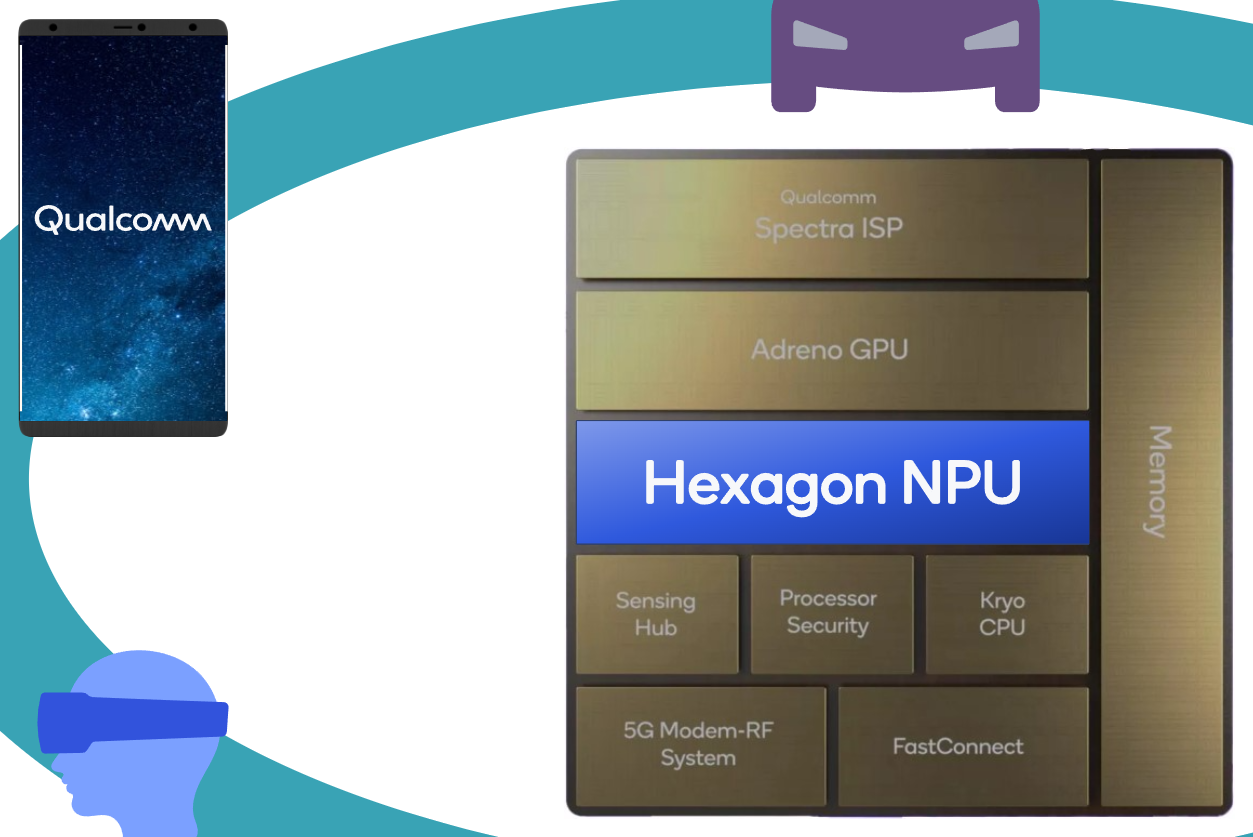 Qualcomm
Qualcomm
Spectra ISP
Adreno GPU
Hexagon NPU
Memory
Sensing
Hub
Processor
Security
Kryo
CPU
5G Modem-RF
System
FastConnect